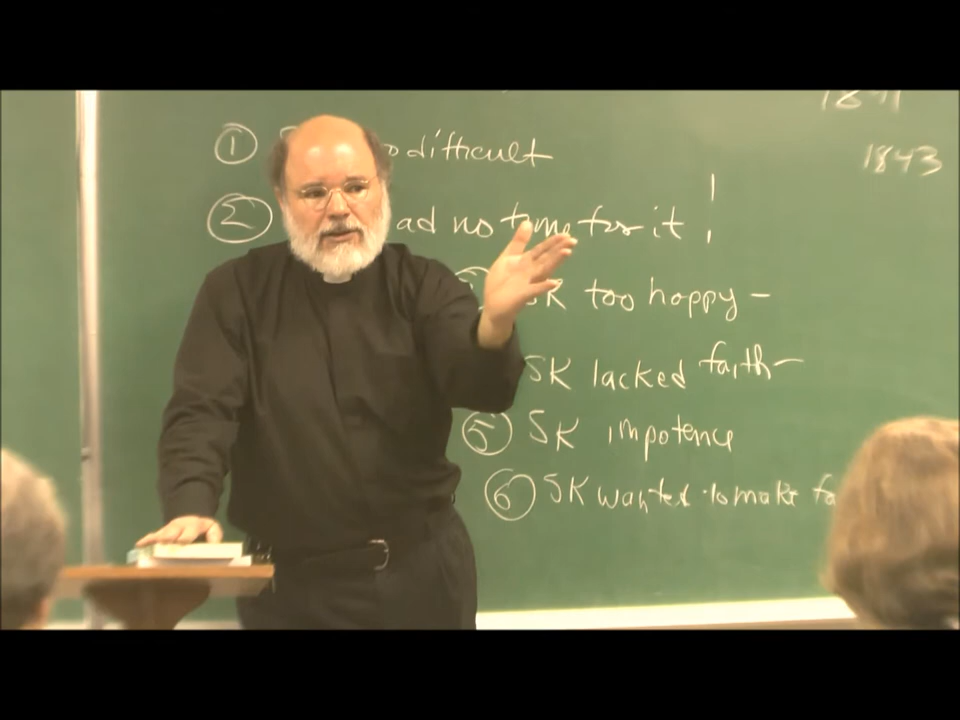 1841
1843
① o difficult
② ad no time for it !
SK too happy -
SK lacked faith -
⑤ SK impotence
⑥ SK wanted to make fa